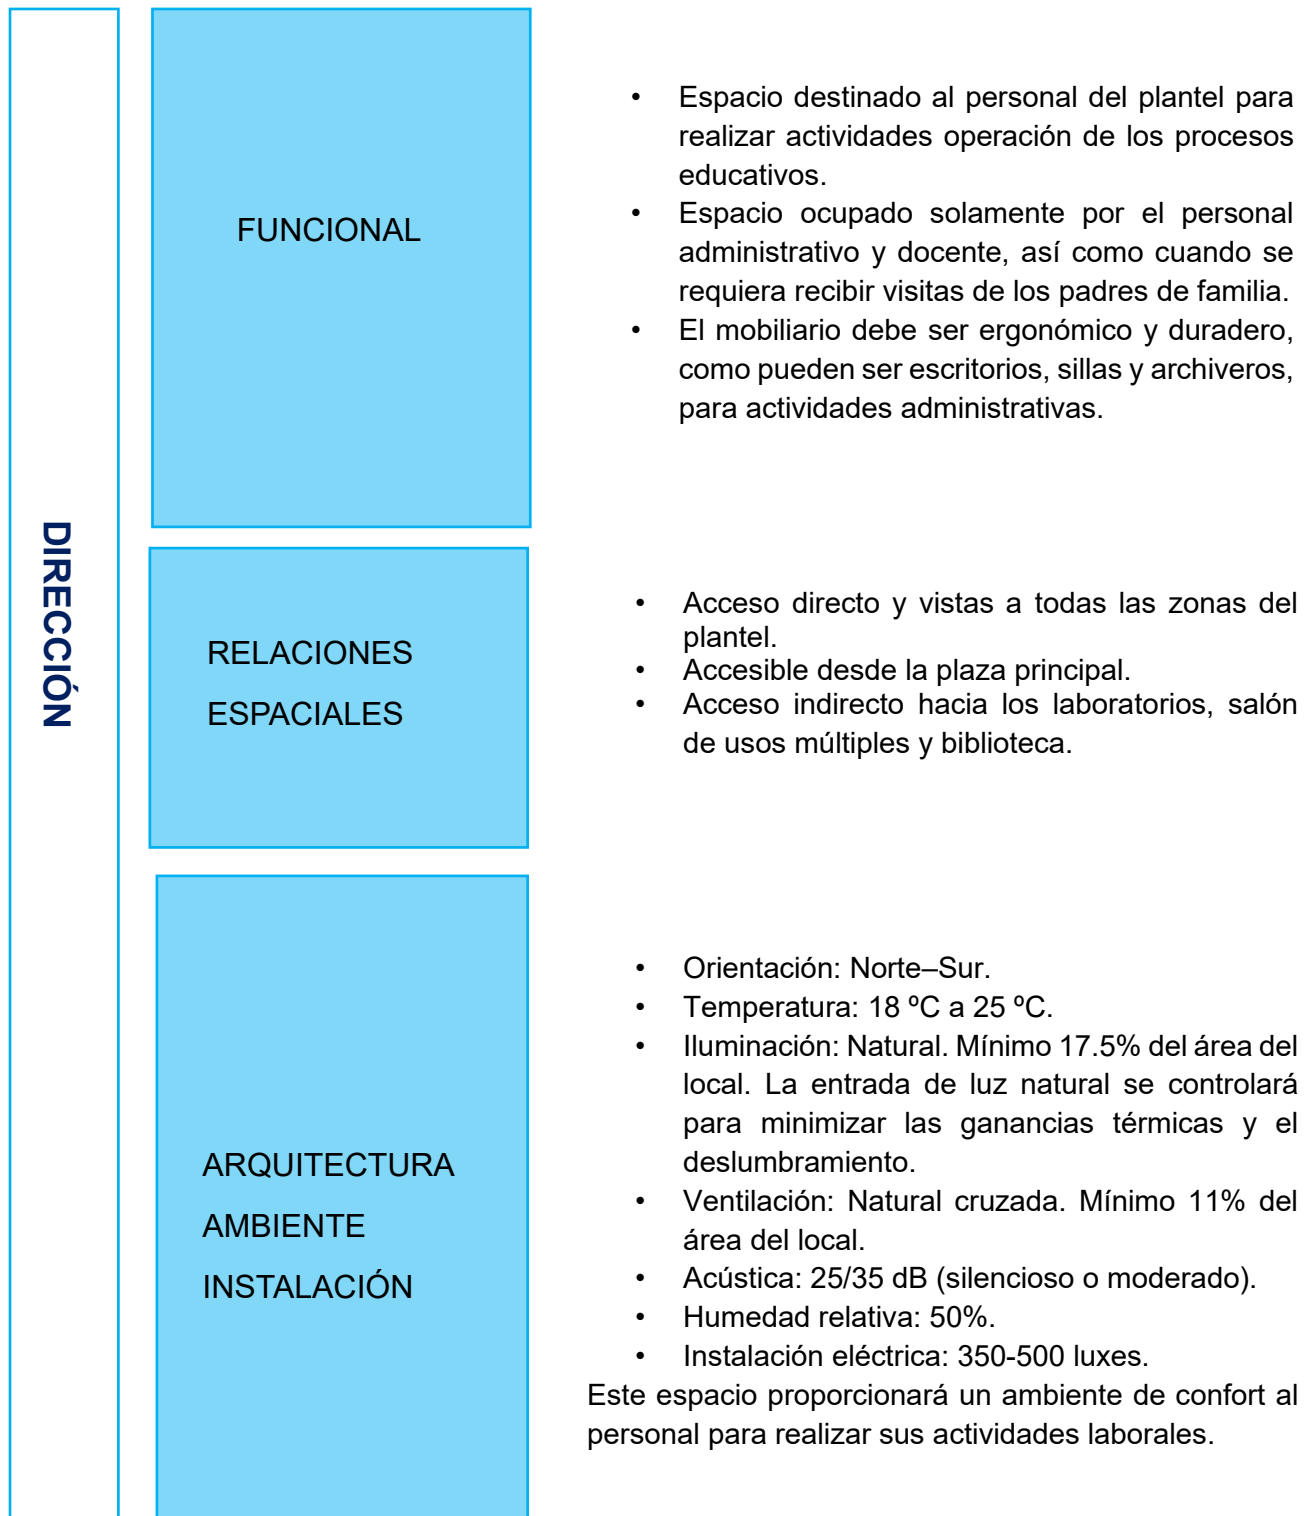 DIRECCIÓN
FUNCIONAL
• Espacio destinado al personal del plantel para
realizar actividades operación de los procesos
educativos.
• Espacio ocupado solamente por el personal
administrativo y docente, así como cuando se
requiera recibir visitas de los padres de familia.
• El mobiliario debe ser ergonómico y duradero,
como pueden ser escritorios, sillas y archiveros,
para actividades administrativas.
RELACIONES
ESPACIALES
• Acceso directo y vistas a todas las zonas del
plantel.
• Accesible desde la plaza principal.
• Acceso indirecto hacia los laboratorios, salón
de usos múltiples y biblioteca.
ARQUITECTURA
AMBIENTE
INSTALACIÓN
• Orientación: Norte–Sur.
• Temperatura: 18 ºC a 25 ºC.
• Iluminación: Natural. Mínimo 17.5% del área del
local. La entrada de luz natural se controlará
para minimizar las ganancias térmicas y el
deslumbramiento.
• Ventilación: Natural cruzada. Mínimo 11% del
área del local.
• Acústica: 25/35 dB (silencioso o moderado).
• Humedad relativa: 50%.
• Instalación eléctrica: 350-500 luxes.
Este espacio proporcionará un ambiente de confort al
personal para realizar sus actividades laborales.